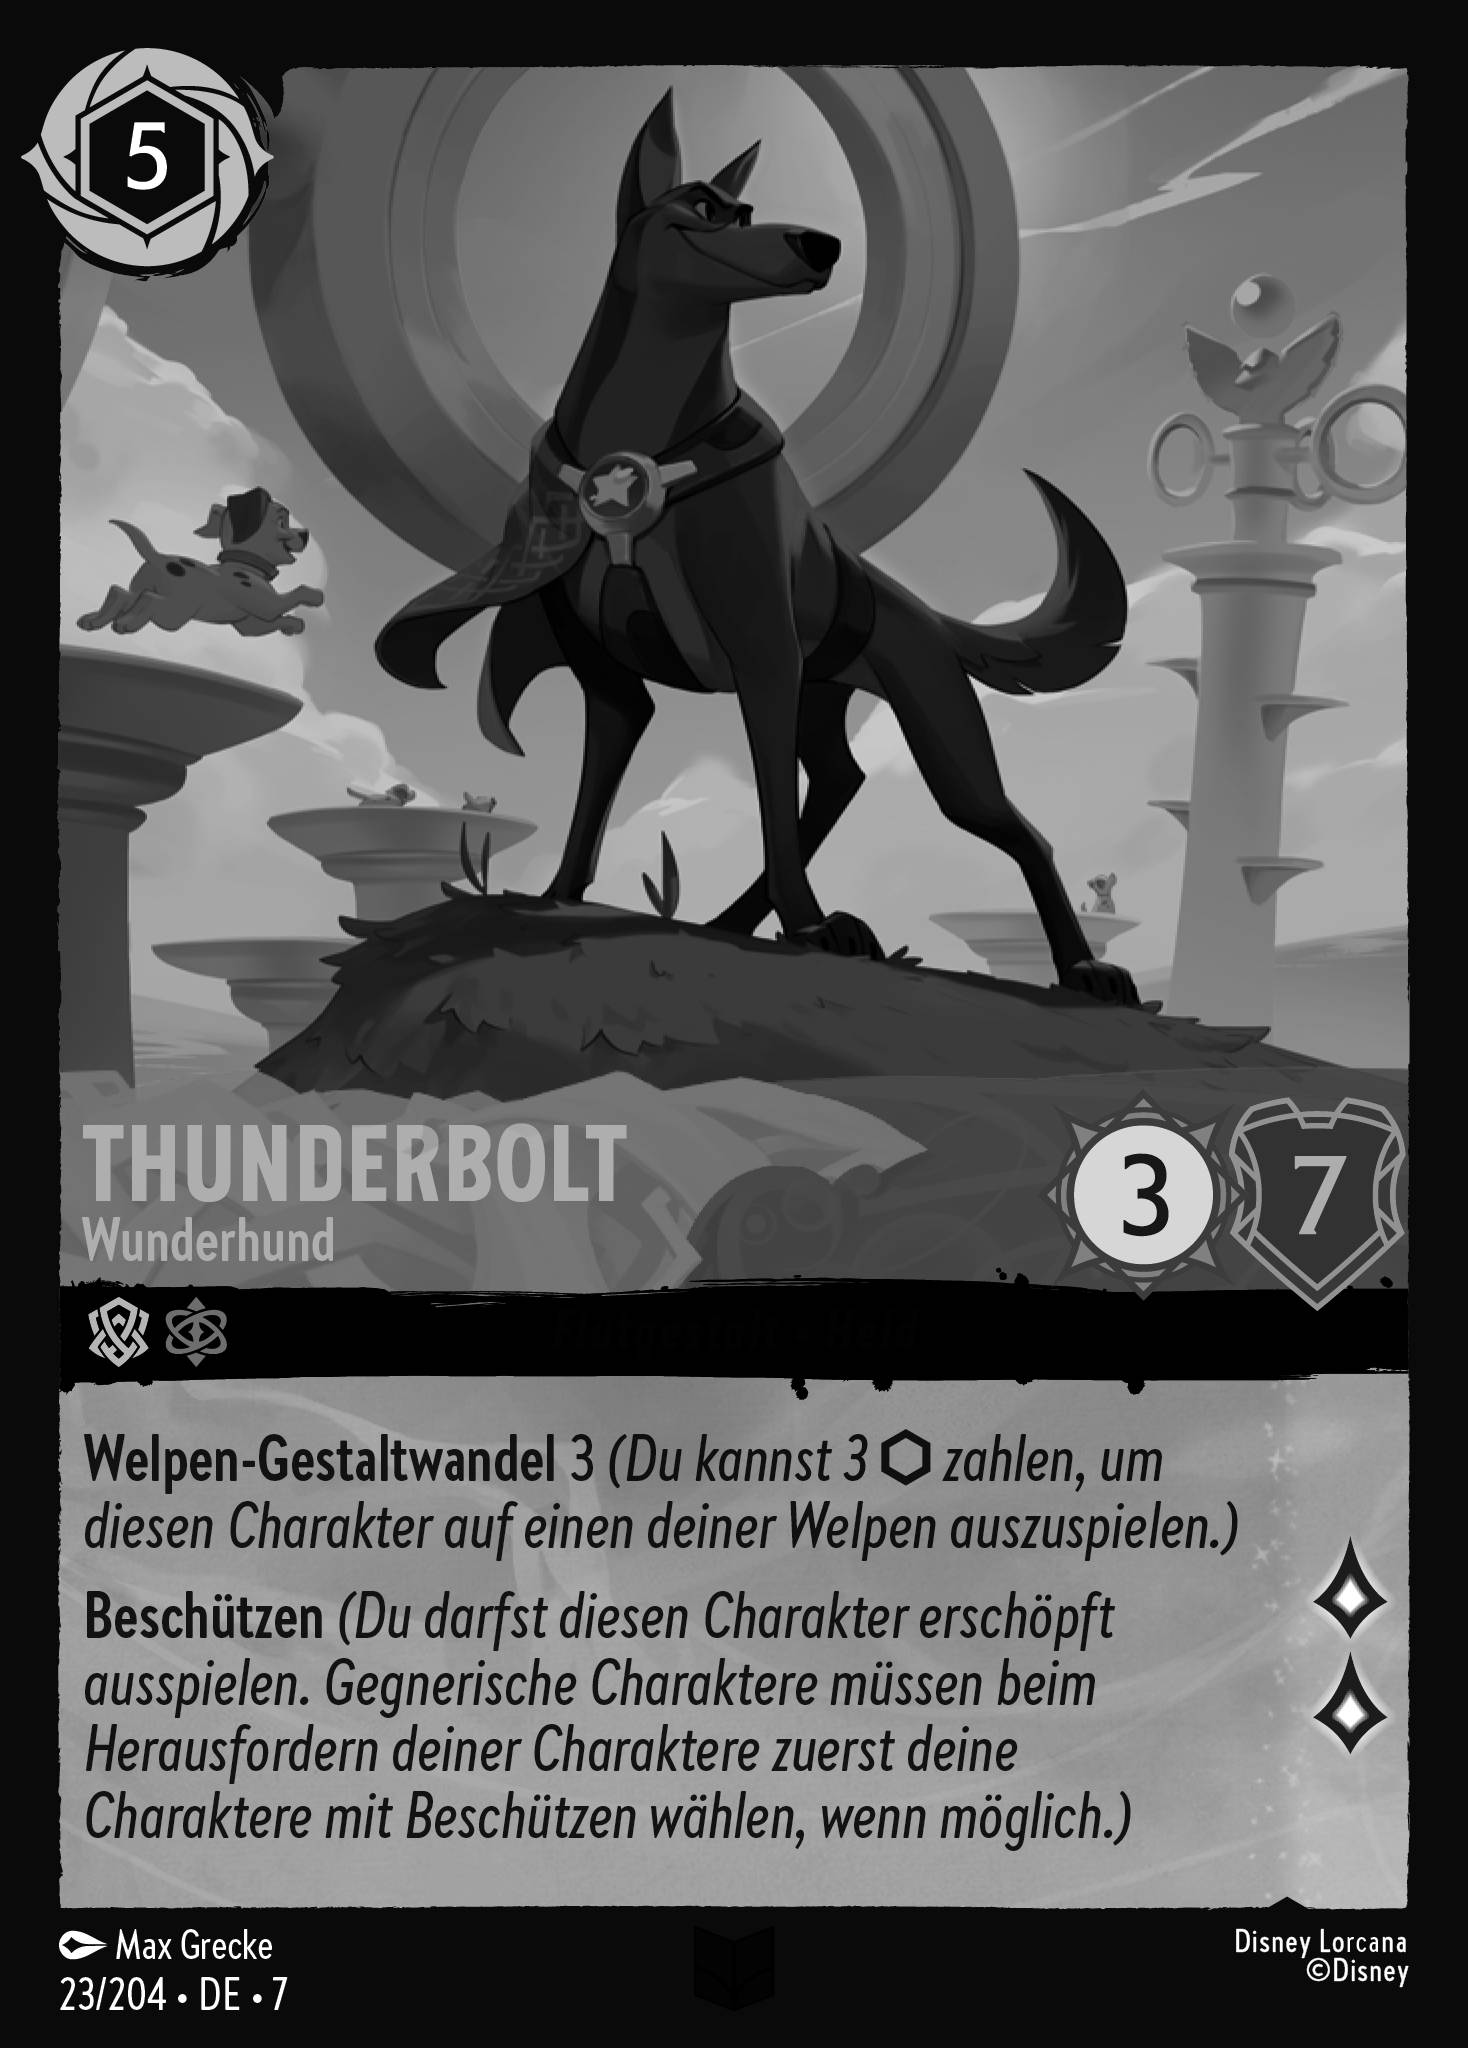 5
THUNDERBOLT
Wunderhund
3
7
Welpen-Gestaltwandel 3 (Du kannst 3 zahlen, um
diesen Charakter auf einen deiner Welpen auszuspielen.)
Beschützen (Du darfst diesen Charakter erschöpft
ausspielen. Gegnerische Charaktere müssen beim
Herausfordern deiner Charaktere zuerst deine
Charaktere mit Beschützen wählen, wenn möglich.)
Max Grecke
23/204 • DE • 7
Disney Lorcana
©Disney